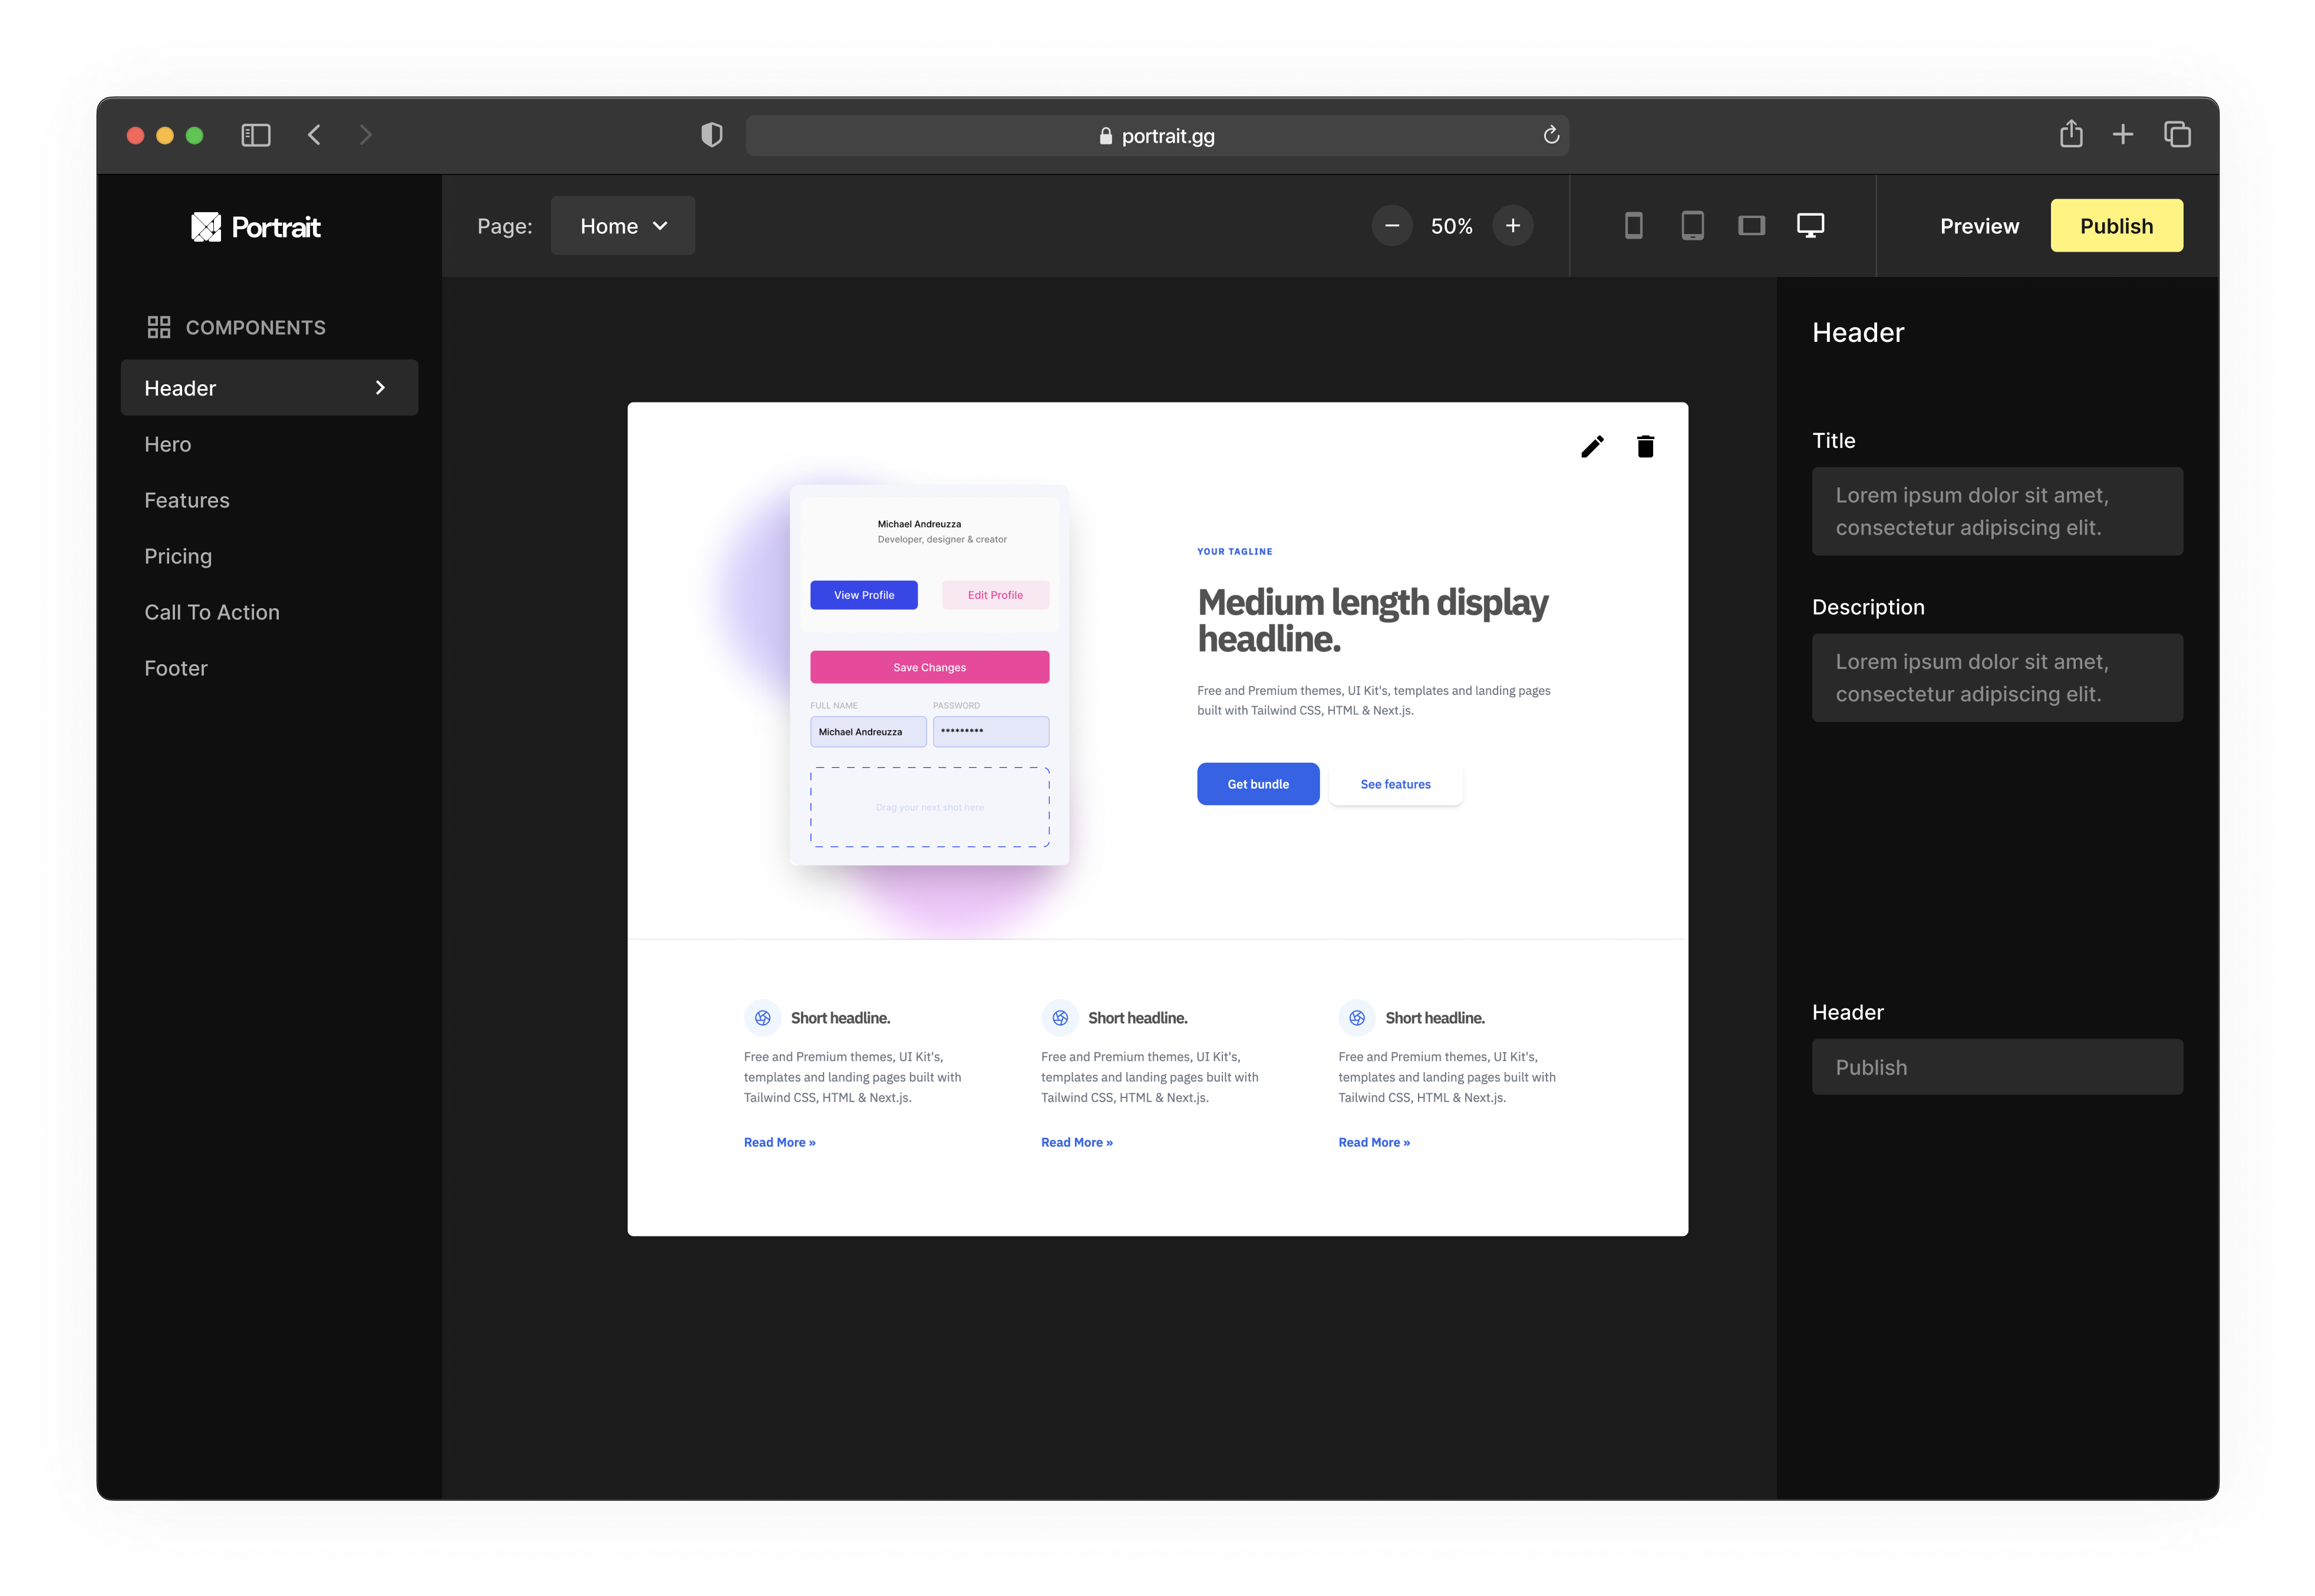 portrait.gg
Portrait
Page:
Home
50%
Preview
Publish
COMPONENTS
Header
Hero
Features
Pricing
Call To Action
Footer
Michael Andreuzza
Developer, designer & creator
View Profile
Edit Profile
Save Changes
FULL NAME
PASSWORD
Michael Andreuzza
*********
Drag your next shot here
YOUR TAGLINE
Medium length display
headline.
Free and Premium themes, UI Kit's, templates and landing pages
built with Tailwind CSS, HTML & Next.js.
Get bundle
See features
Short headline.
Free and Premium themes, UI Kit's,
templates and landing pages built with
Tailwind CSS, HTML & Next.js.
Read More »
Short headline.
Free and Premium themes, UI Kit's,
templates and landing pages built with
Tailwind CSS, HTML & Next.js.
Read More »
Short headline.
Free and Premium themes, UI Kit's,
templates and landing pages built with
Tailwind CSS, HTML & Next.js.
Read More »
Header
Title
Lorem ipsum dolor sit amet,
consectetur adipiscing elit.
Description
Lorem ipsum dolor sit amet,
consectetur adipiscing elit.
Header
Publish